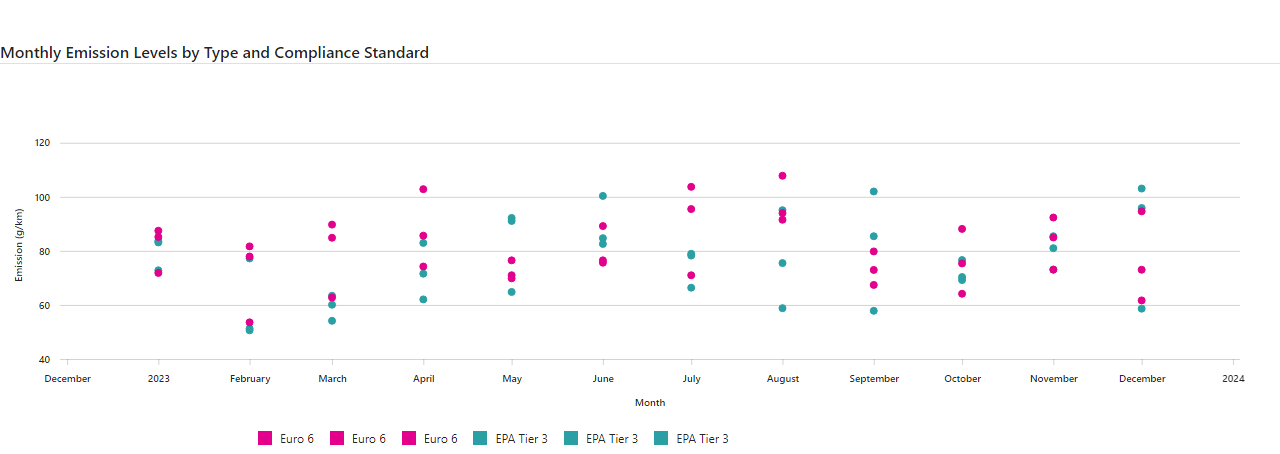 Monthly Emission Levels by Type and Compliance Standard
120
100
80
60
40
Emission (g/km)
December 2023 February March April May June July August September October November December 2024
Month
Euro 6 Euro 6 Euro 6 EPA Tier 3 EPA Tier 3 EPA Tier 3